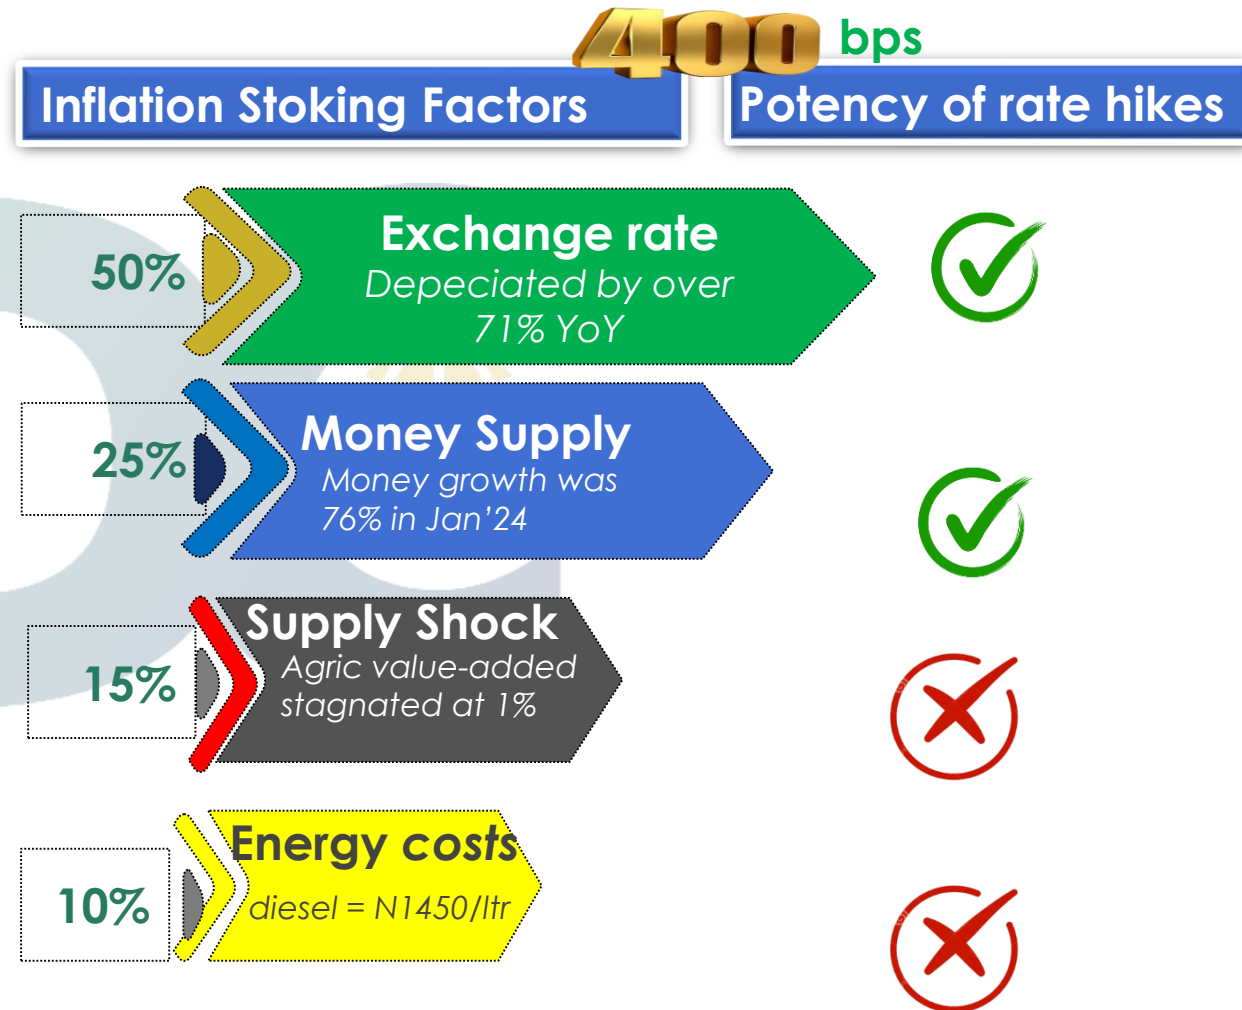 400 bps
Inflation Stoking Factors
Potency of rate hikes
50%
Exchange rate
Depeciated by over
71% YoY
25%
Money Supply
Money growth was
76% in Jan’24
15%
Supply Shock
Agric value-added
stagnated at 1%
10%
Energy costs
diesel = N1450/ltr